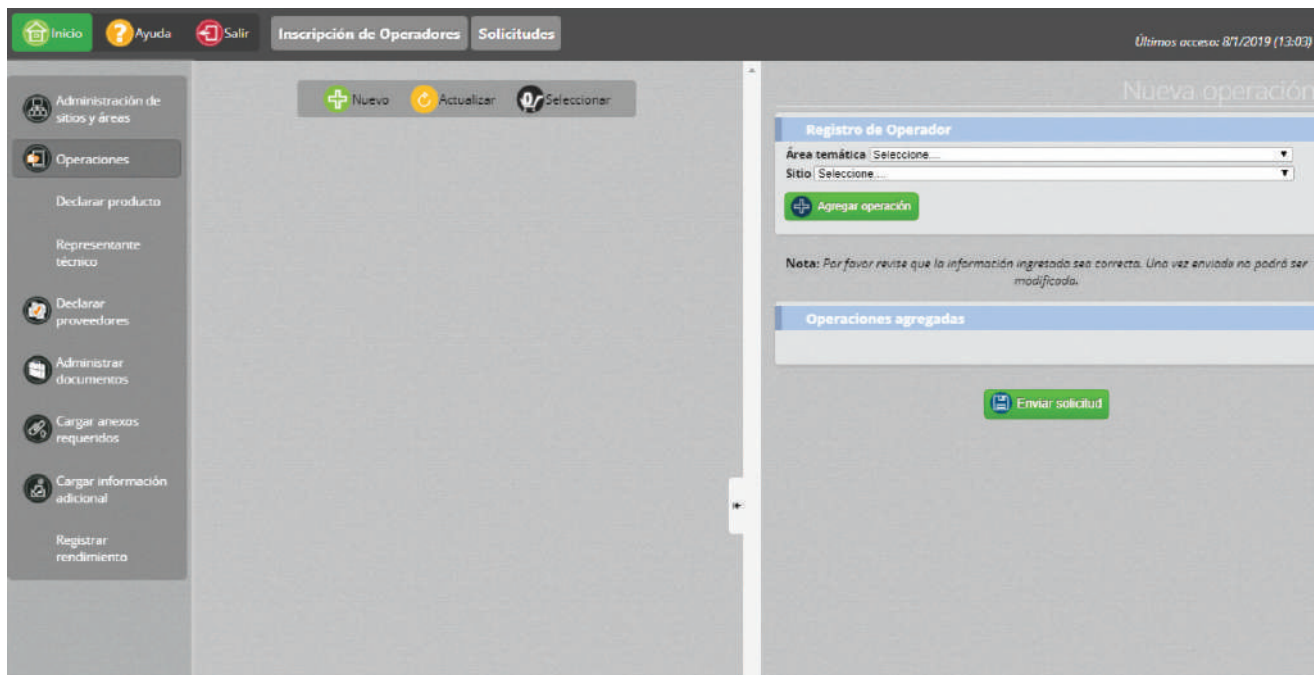 Inicio
Ayuda
Salir
Inscripción de Operadores
Solicitudes
Últimos acceso: 8/1/2019 (13:03)
Administración de
sitios y áreas
Operaciones
Declarar producto
Representante
técnico
Declarar
proveedores
Administrar
documentos
Cargar anexos
requeridos
Cargar información
adicional
Registrar
rendimiento
Nuevo
Actualizar
Seleccionar
Nueva operación
Registro de Operador
Área temática Seleccione....
Sitio Seleccione....
Agregar operación
Nota: Por favor revise que la información ingresada sea correcta. Una vez enviada no podrá ser
modificada.
Operaciones agregadas
Enviar solicitud